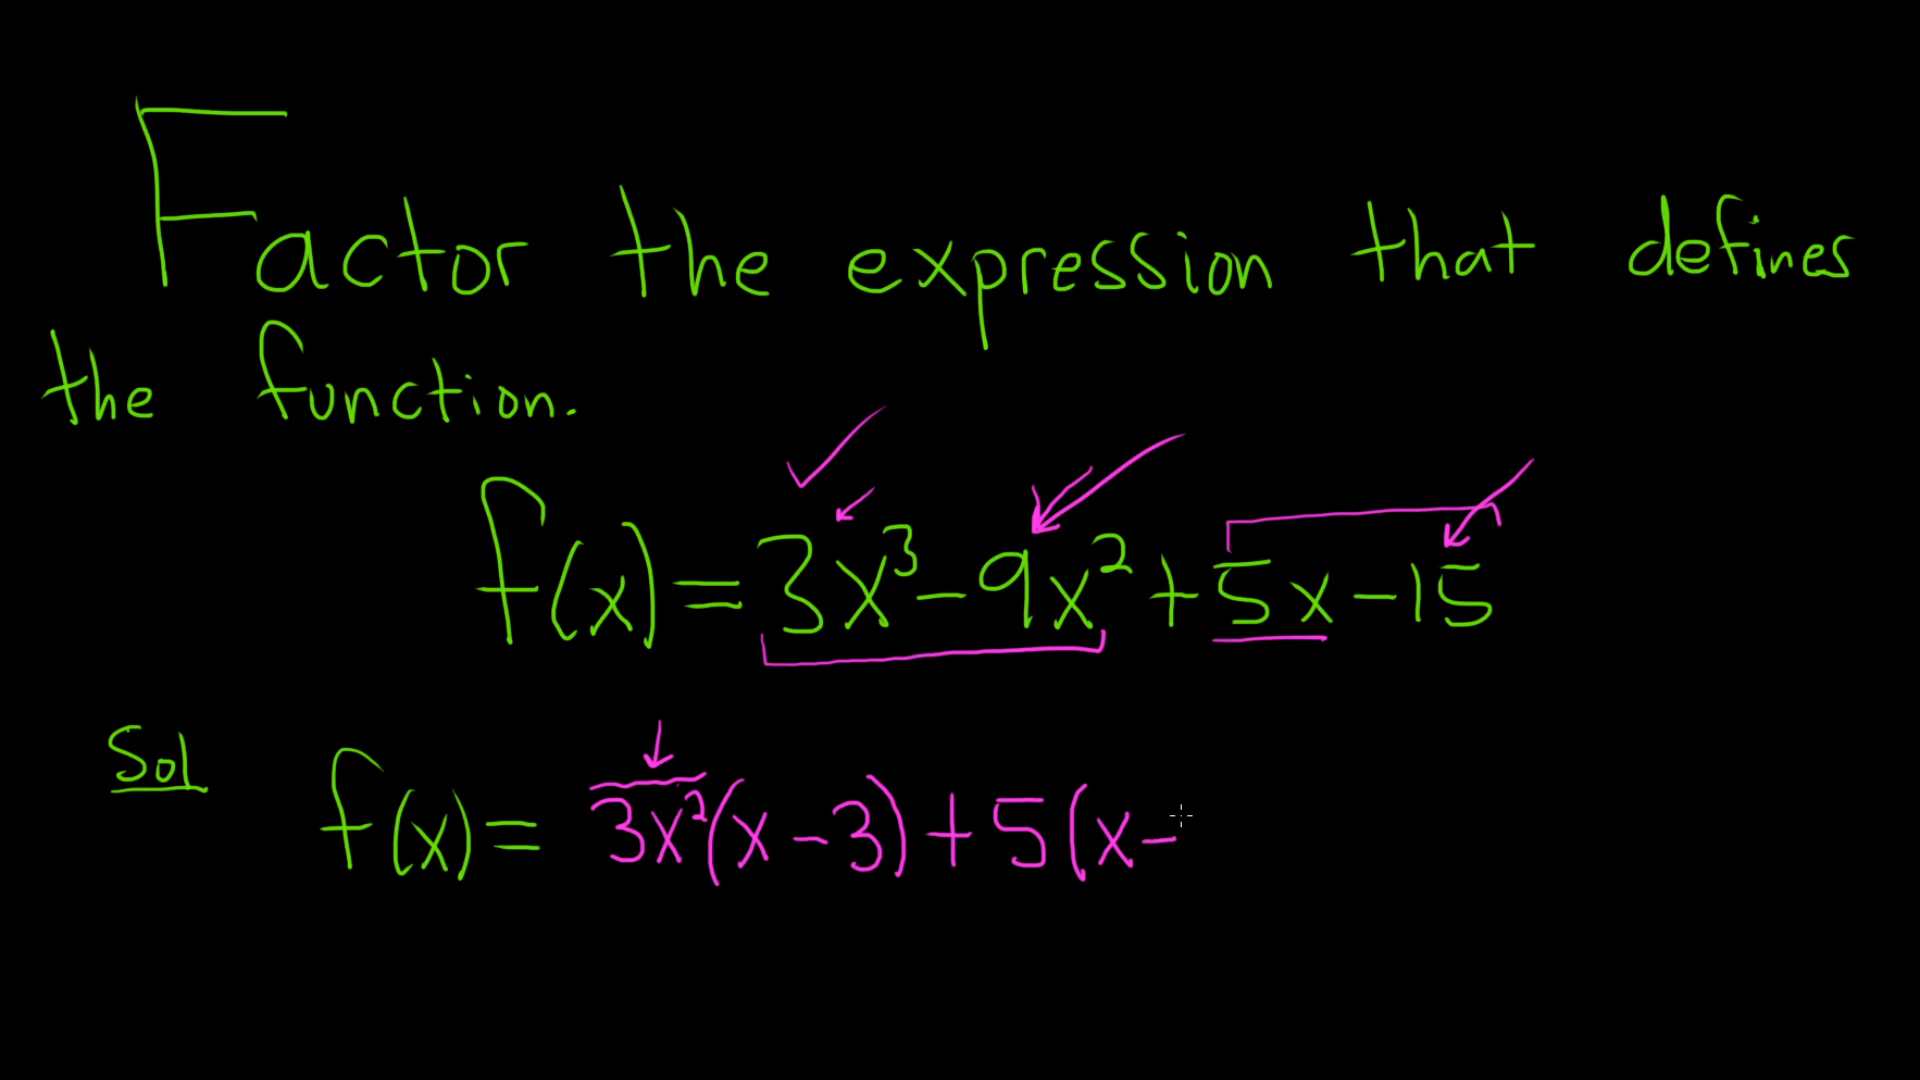 Factor the expression that defines
the function.
f(x) = 3x³ - 9x² + 5x - 15
Sol f(x) = 3x²(x - 3) + 5(x -